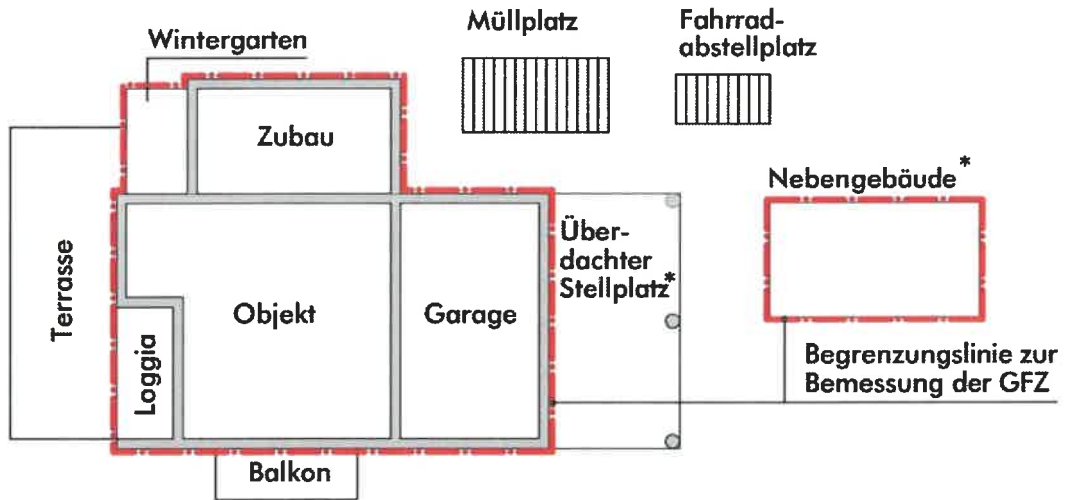 Müllplatz
Fahrrad-
abstellplatz
Wintergarten
Zubau
Nebengebäude*
Über-
dachter
Stellplatz*
Terrasse
Objekt
Garage
Loggia
Begrenzungslinie zur
Bemessung der GFZ
Balkon